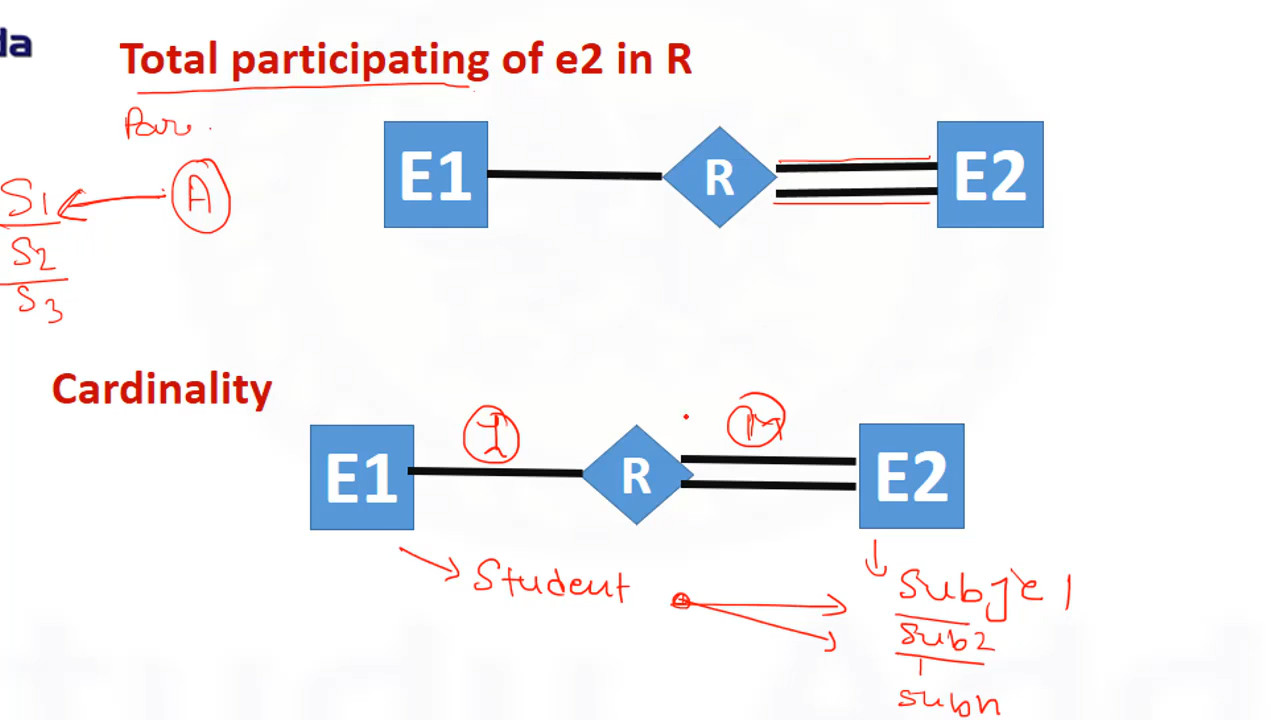 da
Total participating of e2 in R
Par.
E1 R E2
S1 A
S2
S3
Cardinality
1 M
E1 R E2
Student
Subje 1
Sub2
subn